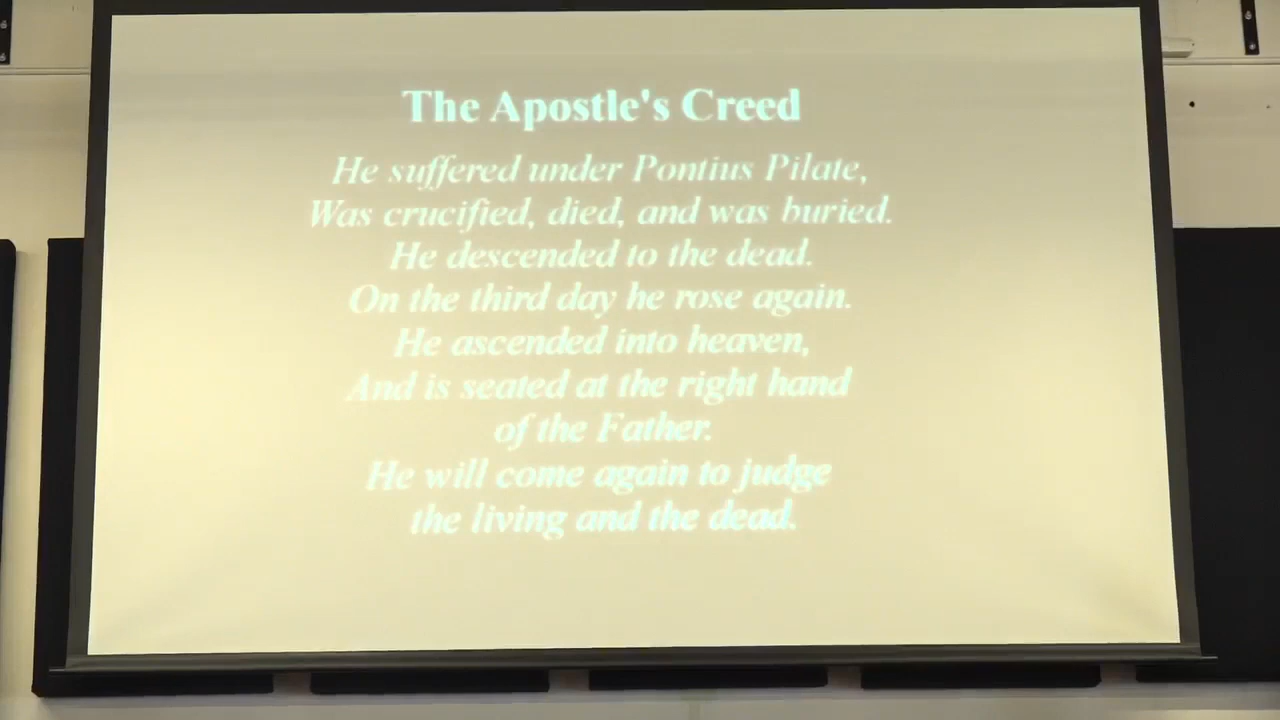 The Apostle's Creed
He suffered under Pontius Pilate,
Was crucified, died, and was buried.
He descended to the dead.
On the third day he rose again.
He ascended into heaven,
And is seated at the right hand
of the Father.
He will come again to judge
the living and the dead.